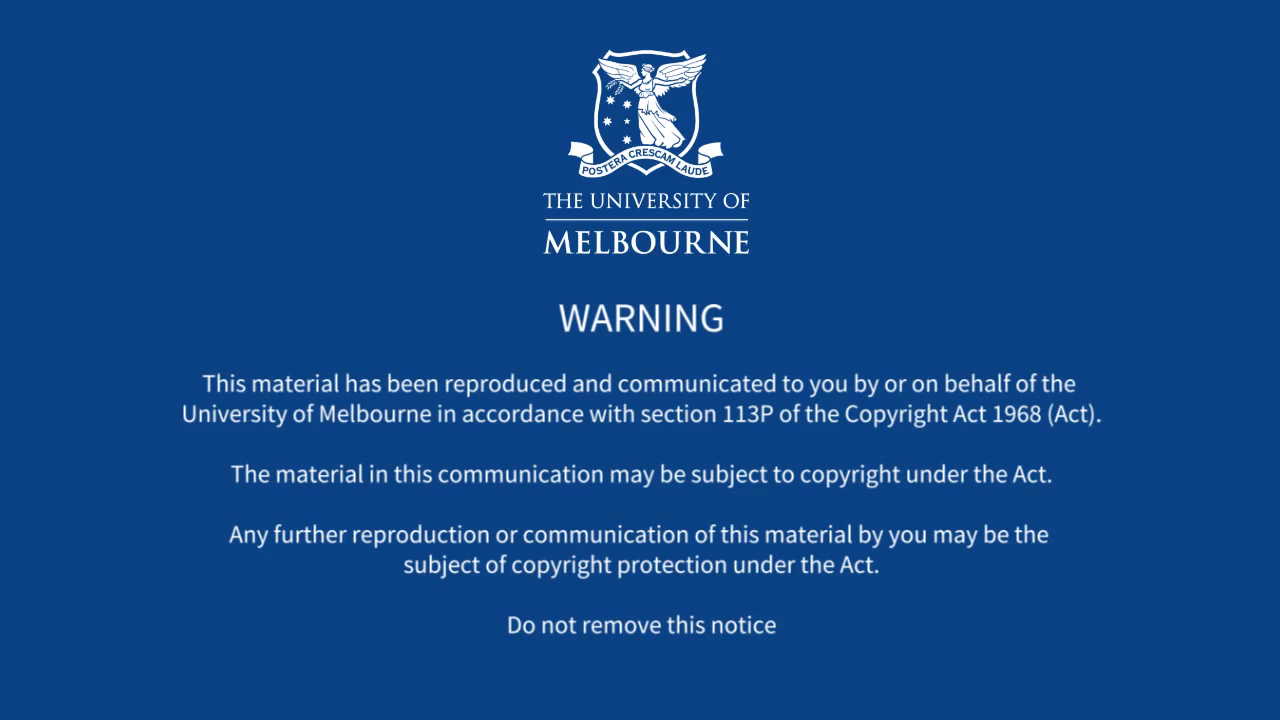 POSTERA CRESCAM LAUDE
THE UNIVERSITY OF
MELBOURNE
WARNING
This material has been reproduced and communicated to you by or on behalf of the
University of Melbourne in accordance with section 113P of the Copyright Act 1968 (Act).
The material in this communication may be subject to copyright under the Act.
Any further reproduction or communication of this material by you may be the
subject of copyright protection under the Act.
Do not remove this notice